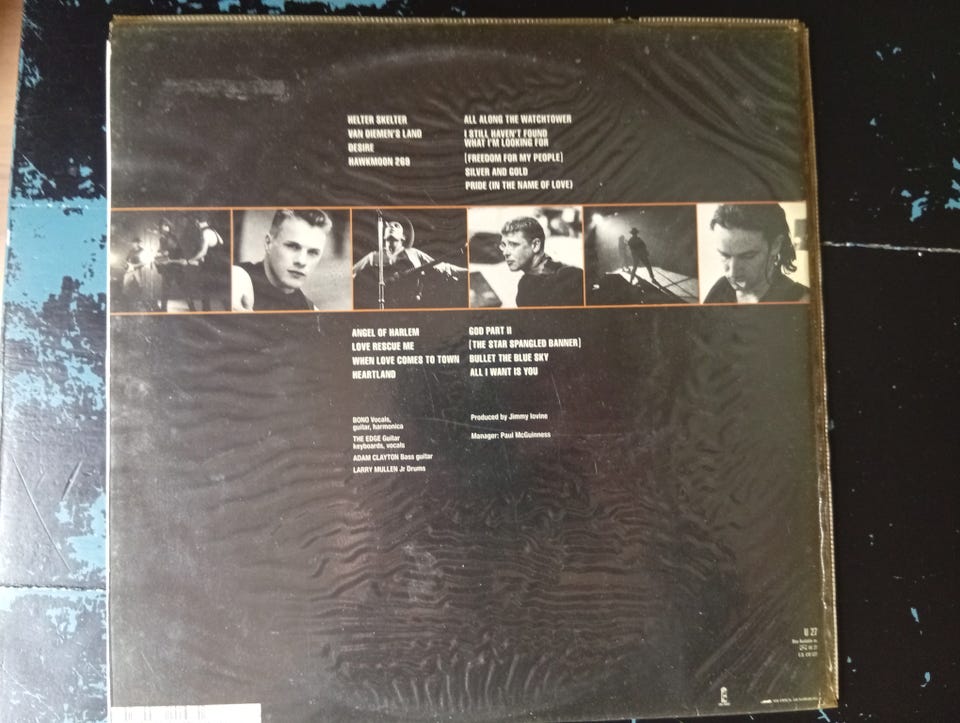 HELTER SKELTER
VAN DIEMEN'S LAND
DESIRE
HAWKMOON 269
ALL ALONG THE WATCHTOWER
I STILL HAVEN'T FOUND
WHAT I'M LOOKING FOR
[FREEDOM FOR MY PEOPLE]
SILVER AND GOLD
PRIDE (IN THE NAME OF LOVE)
ANGEL OF HARLEM
LOVE RESCUE ME
WHEN LOVE COMES TO TOWN
HEARTLAND
GOD PART II
[THE STAR SPANGLED BANNER]
BULLET THE BLUE SKY
ALL I WANT IS YOU
BONO Vocals,
guitar, harmonica
THE EDGE Guitar
keyboards, vocals
ADAM CLAYTON Bass guitar
LARRY MULLEN Jr Drums
Produced by Jimmy Iovine
Manager: Paul McGuinness
U 27